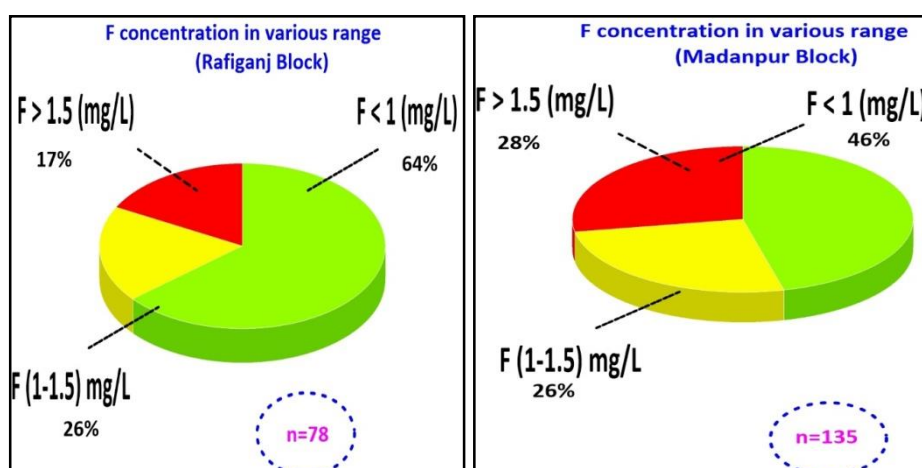 F concentration in various range
(Rafiganj Block)
F > 1.5 (mg/L)
17%
F < 1 (mg/L)
64%
F (1-1.5) mg/L
26%
n=78
F concentration in various range
(Madanpur Block)
F > 1.5 (mg/L)
28%
F < 1 (mg/L)
46%
F (1-1.5) mg/L
26%
n=135